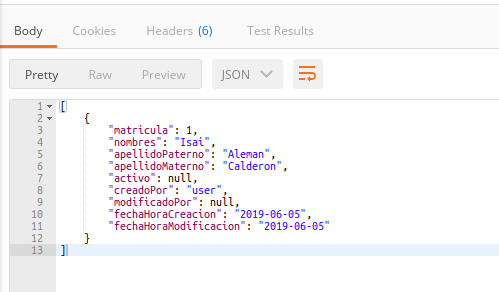 Body Cookies Headers (6) Test Results
Pretty Raw Preview JSON
1 [
2 {
3 "matricula": 1,
4 "nombres": "Isai",
5 "apellidoPaterno": "Aleman",
6 "apellidoMaterno": "Calderon",
7 "activo": null,
8 "creadoPor": "user",
9 "modificadoPor": null,
10 "fechaHoraCreacion": "2019-06-05",
11 "fechaHoraModificacion": "2019-06-05"
12 }
13 ]